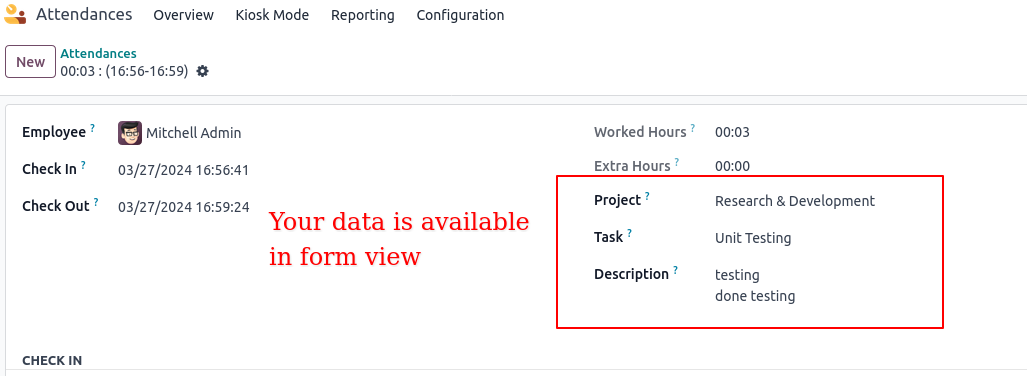 Attendances Overview Kiosk Mode Reporting Configuration
New
Attendances
00:03 : (16:56-16:59)
Employee ? Mitchell Admin
Check In ? 03/27/2024 16:56:41
Check Out ? 03/27/2024 16:59:24
Worked Hours ? 00:03
Extra Hours ? 00:00
Project ? Research & Development
Task ? Unit Testing
Description ? testing
done testing
Your data is available
in form view
CHECK IN